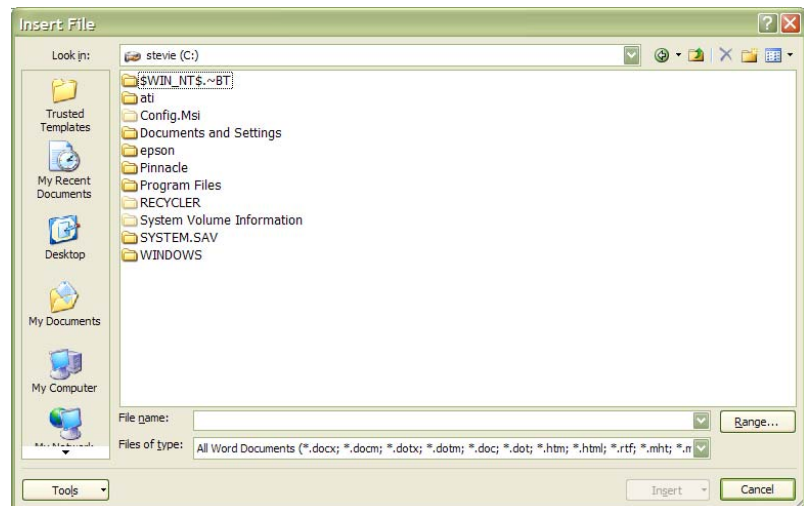 Insert File
Look in:
stevie (C:)
Trusted
Templates
My Recent
Documents
Desktop
My Documents
My Computer
$WIN_NT$.~BT
ati
Config.Msi
Documents and Settings
epson
Pinnacle
Program Files
RECYCLER
System Volume Information
SYSTEM.SAV
WINDOWS
File name:
Range...
Files of type:
All Word Documents (*.docx; *.docm; *.dotx; *.dotm; *.doc; *.dot; *.htm; *.html; *.rtf; *.mht; *.m
Tools
Insert
Cancel